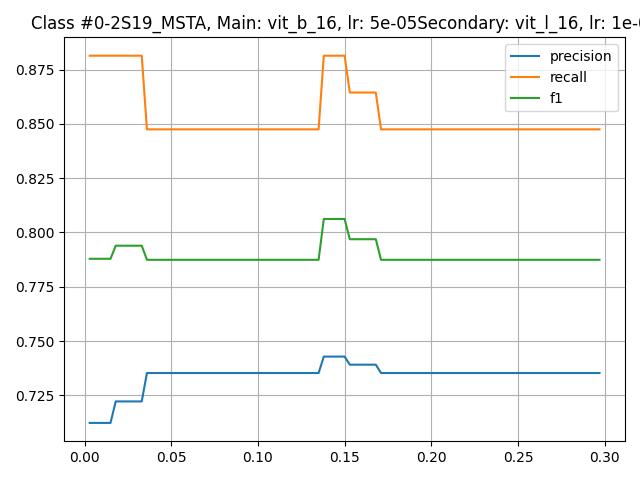 Class #0-2S19_MSTA, Main: vit_b_16, lr: 5e-05Secondary: vit_l_16, lr: 1e-
precision
recall
f1
0.875
0.850
0.825
0.800
0.775
0.750
0.725
0.00 0.05 0.10 0.15 0.20 0.25 0.30